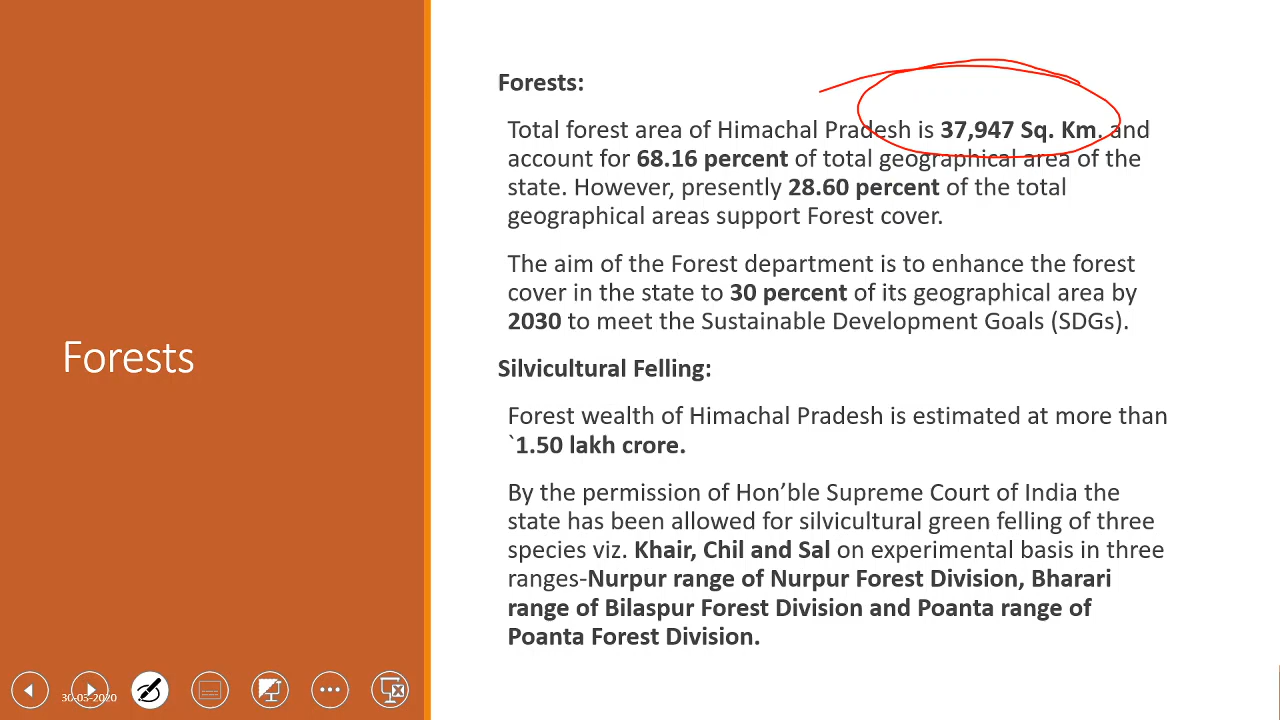 Forests
Forests:
Total forest area of Himachal Pradesh is 37,947 Sq. Km. and
account for 68.16 percent of total geographical area of the
state. However, presently 28.60 percent of the total
geographical areas support Forest cover.
The aim of the Forest department is to enhance the forest
cover in the state to 30 percent of its geographical area by
2030 to meet the Sustainable Development Goals (SDGs).
Silvicultural Felling:
Forest wealth of Himachal Pradesh is estimated at more than
`1.50 lakh crore.
By the permission of Hon’ble Supreme Court of India the
state has been allowed for silvicultural green felling of three
species viz. Khair, Chil and Sal on experimental basis in three
ranges-Nurpur range of Nurpur Forest Division, Bharari
range of Bilaspur Forest Division and Poanta range of
Poanta Forest Division.
30-03-2020